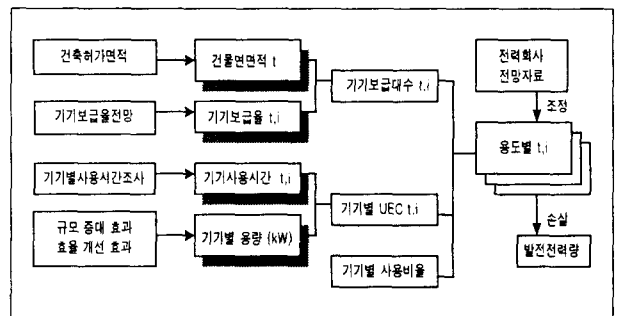 건축허가면적
건물면면적 t
기기보급율전망
기기보급율 t,i
기기보급대수 t,i
전력회사
전망자료
조정
용도별 t,i
기기별사용시간조사
기기사용시간 t,i
규모 증대 효과
효율 개선 효과
기기별 용량 (kW)
기기별 UEC t,i
기기별 사용비율
손실
발전전력량